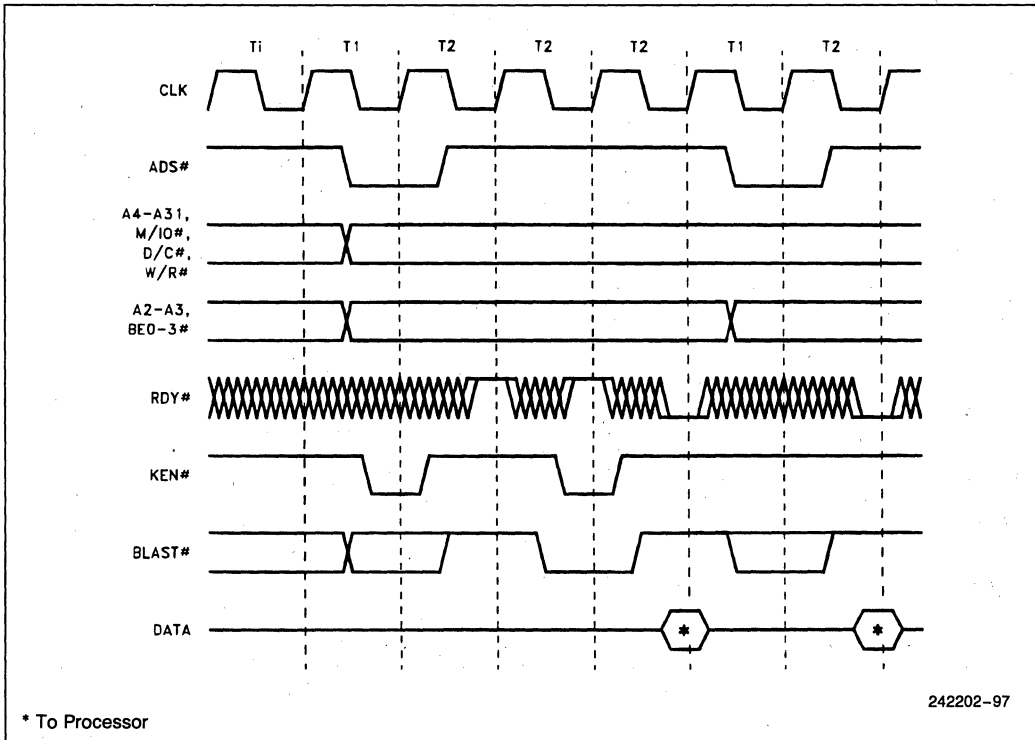 Ti T1 T2 T2 T2 T1 T2
CLK
ADS#
A4-A31,
M/IO#,
D/C#,
W/R#
A2-A3,
BE0-3#
RDY#
KEN#
BLAST#
DATA * *
242202-97
* To Processor